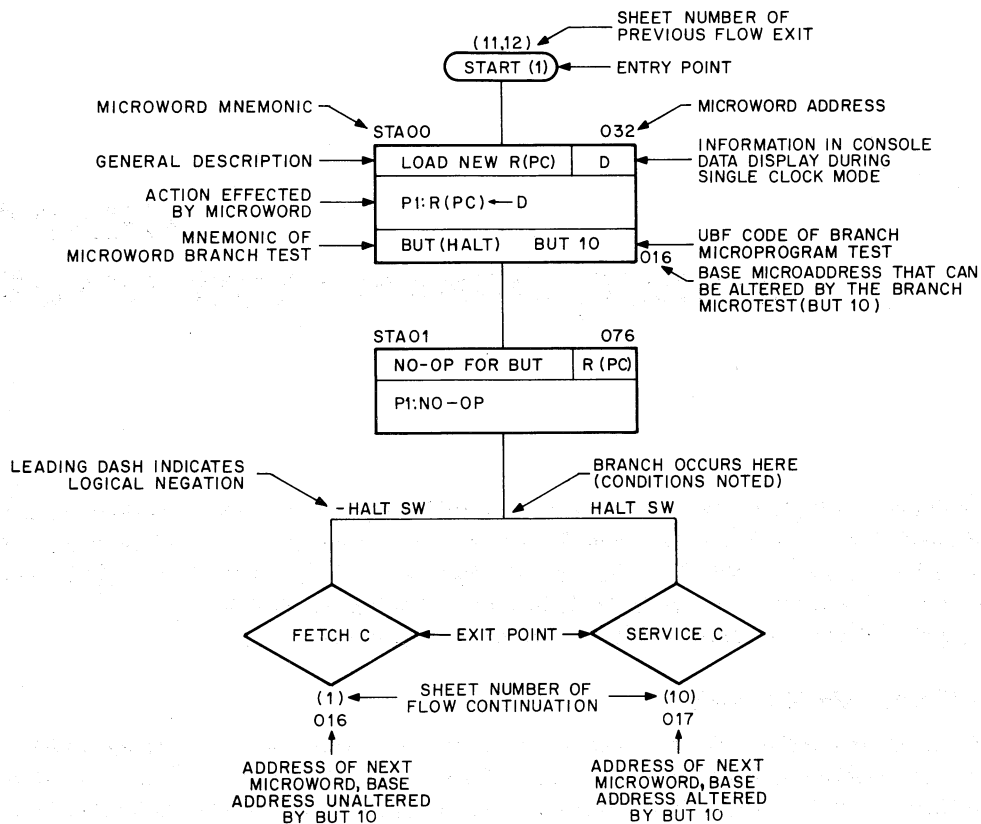 SHEET NUMBER OF
PREVIOUS FLOW EXIT
(11,12)
START (1)
ENTRY POINT
MICROWORD MNEMONIC
STA00
032
MICROWORD ADDRESS
GENERAL DESCRIPTION
LOAD NEW R(PC)
D
INFORMATION IN CONSOLE
DATA DISPLAY DURING
SINGLE CLOCK MODE
ACTION EFFECTED
BY MICROWORD
P1:R(PC)←D
MNEMONIC OF
MICROWORD BRANCH TEST
BUT(HALT) BUT 10
UBF CODE OF BRANCH
MICROPROGRAM TEST
016
BASE MICROADDRESS THAT CAN
BE ALTERED BY THE BRANCH
MICROTEST(BUT 10)
STA01
076
NO-OP FOR BUT
R(PC)
P1:NO-OP
LEADING DASH INDICATES
LOGICAL NEGATION
BRANCH OCCURS HERE
(CONDITIONS NOTED)
-HALT SW
HALT SW
FETCH C
EXIT POINT
SERVICE C
(1)
SHEET NUMBER OF
FLOW CONTINUATION
(10)
016
017
ADDRESS OF NEXT
MICROWORD, BASE
ADDRESS UNALTERED
BY BUT 10
ADDRESS OF NEXT
MICROWORD, BASE
ADDRESS ALTERED
BY BUT 10